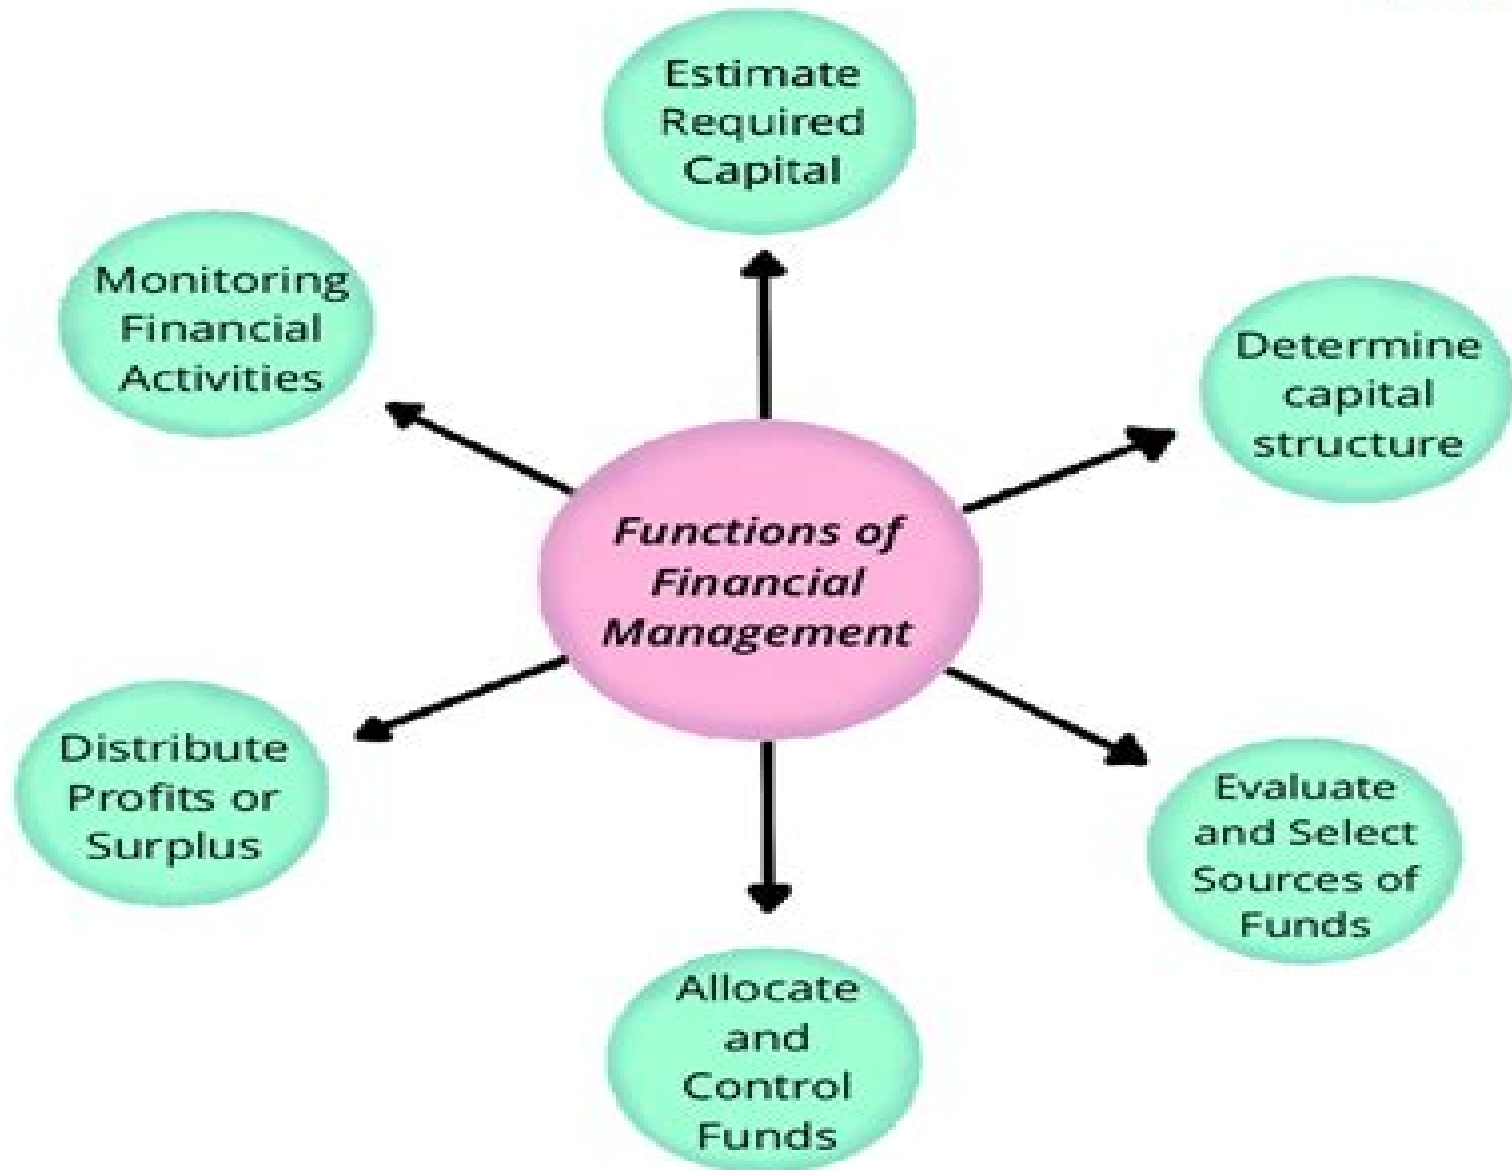 Estimate
Required
Capital
Monitoring
Financial
Activities
Determine
capital
structure
Functions of
Financial
Management
Distribute
Profits or
Surplus
Evaluate
and Select
Sources of
Funds
Allocate
and
Control
Funds